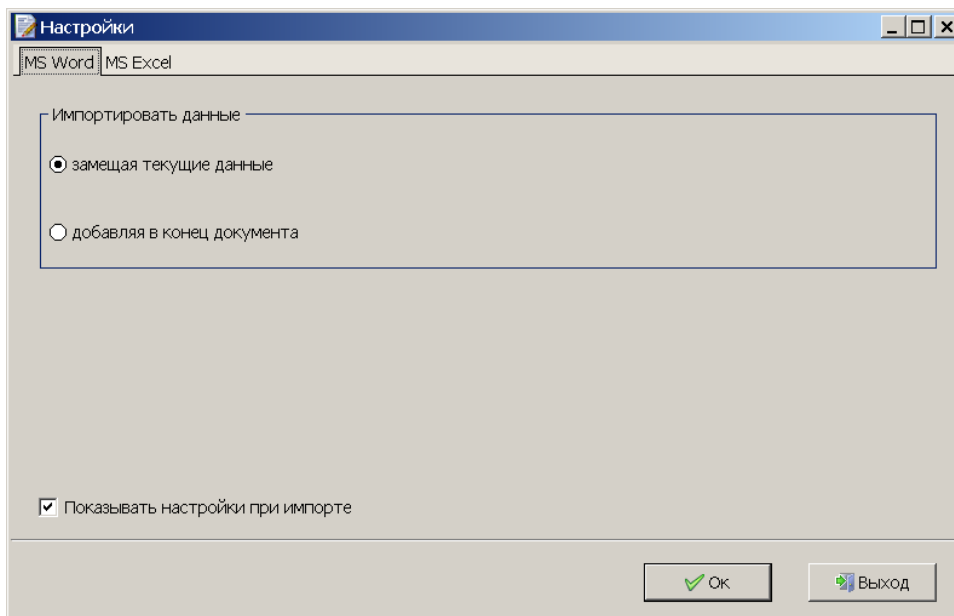 Настройки
MS Word MS Excel
Импортировать данные
замещая текущие данные
добавляя в конец документа
Показывать настройки при импорте
Ок Выход